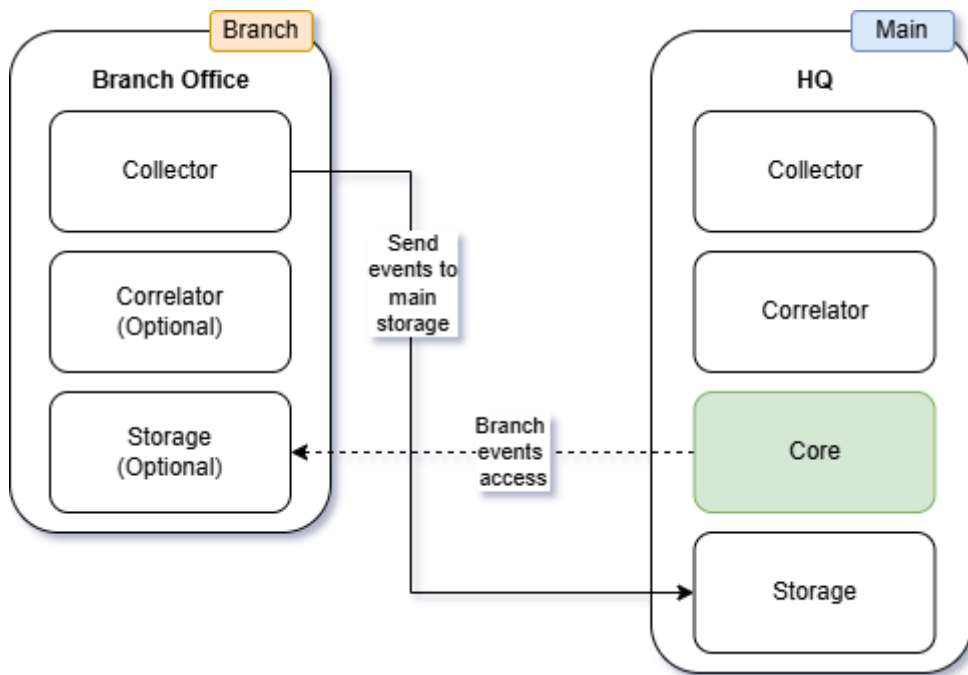 Branch
Branch Office
Collector
Correlator
(Optional)
Storage
(Optional)
Send
events to
main
storage
Branch
events
access
Main
HQ
Collector
Correlator
Core
Storage